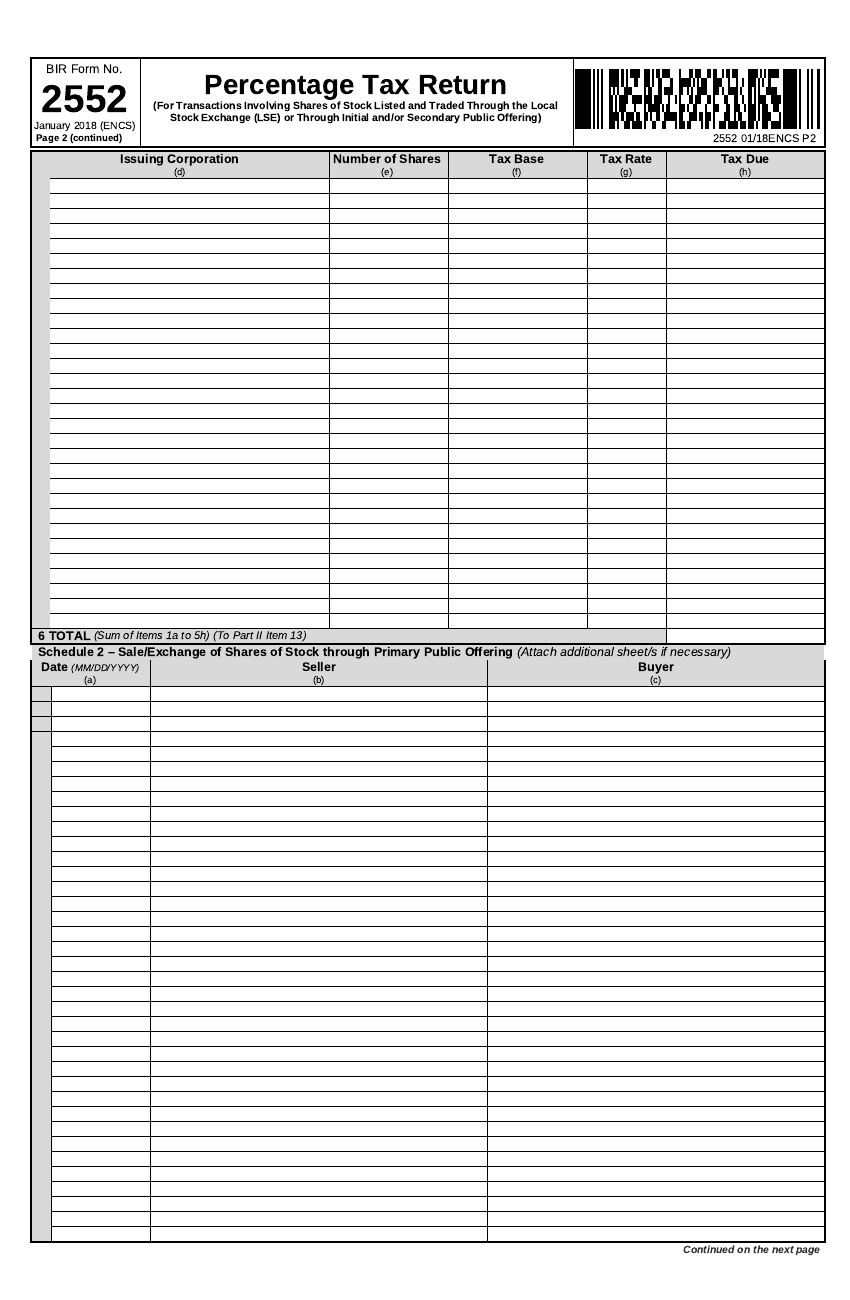 BIR Form No.
2552
January 2018 (ENCS)
Page 2 (continued)
Percentage Tax Return
(For Transactions Involving Shares of Stock Listed and Traded Through the Local
Stock Exchange (LSE) or Through Initial and/or Secondary Public Offering)
2552 01/18ENCS P2
Issuing Corporation Number of Shares Tax Base Tax Rate Tax Due
(d) (e) (f) (g) (h)
6 TOTAL (Sum of Items 1a to 5h) (To Part II Item 13)
Schedule 2 – Sale/Exchange of Shares of Stock through Primary Public Offering (Attach additional sheet/s if necessary)
Date (MM/DD/YYYY) Seller Buyer
(a) (b) (c)
Continued on the next page